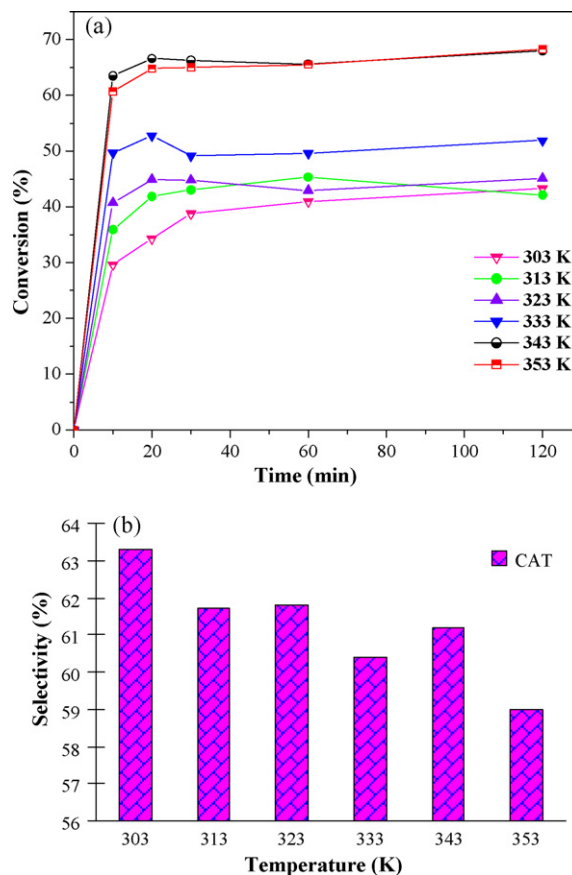 (a)
70
60
50
40
30
20
10
0
Conversion (%)
303 K
313 K
323 K
333 K
343 K
353 K
0 20 40 60 80 100 120
Time (min)
(b)
64
63
62
61
60
59
58
57
56
Selectivity (%)
CAT
303 313 323 333 343 353
Temperature (K)